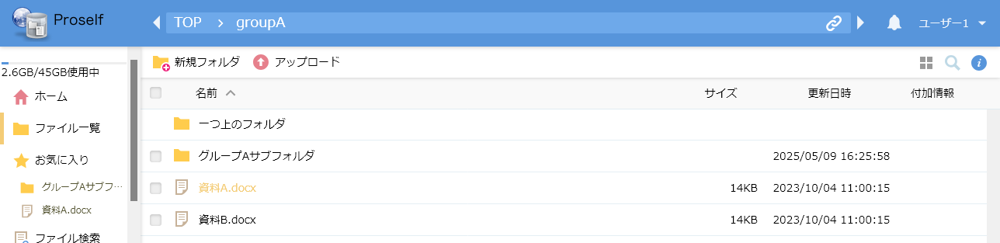 Proself
TOP > groupA
ユーザー1
2.6GB/45GB使用中
ホーム
ファイル一覧
お気に入り
グループAサブフ…
資料A.docx
ファイル検索
新規フォルダ アップロード
名前 サイズ 更新日時 付加情報
一つ上のフォルダ
グループAサブフォルダ 2025/05/09 16:25:58
資料A.docx 14KB 2023/10/04 11:00:15
資料B.docx 14KB 2023/10/04 11:00:15